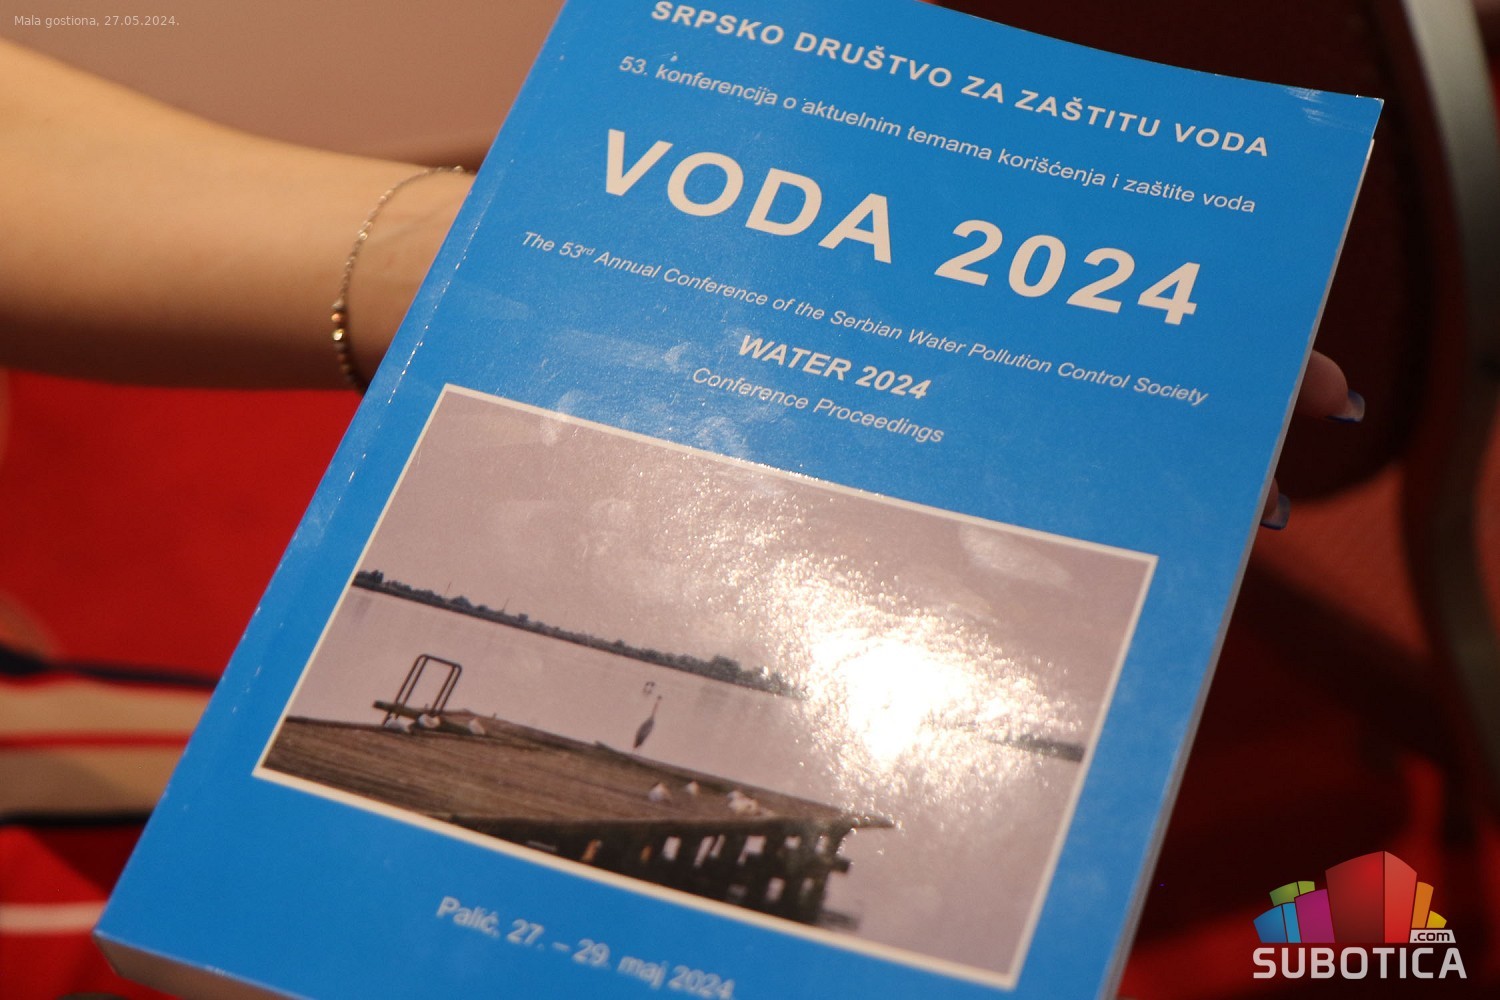 Mala gostiona, 27.05.2024.
SRPSKO DRUŠTVO ZA ZAŠTITU VODA
53. konferencija o aktuelnim temama korišćenja i zaštite voda
VODA 2024
The 53rd Annual Conference of the Serbian Water Pollution Control Society
WATER 2024
Conference Proceedings
Palić, 27. – 29. maj 2024.
.com
SUBOTICA